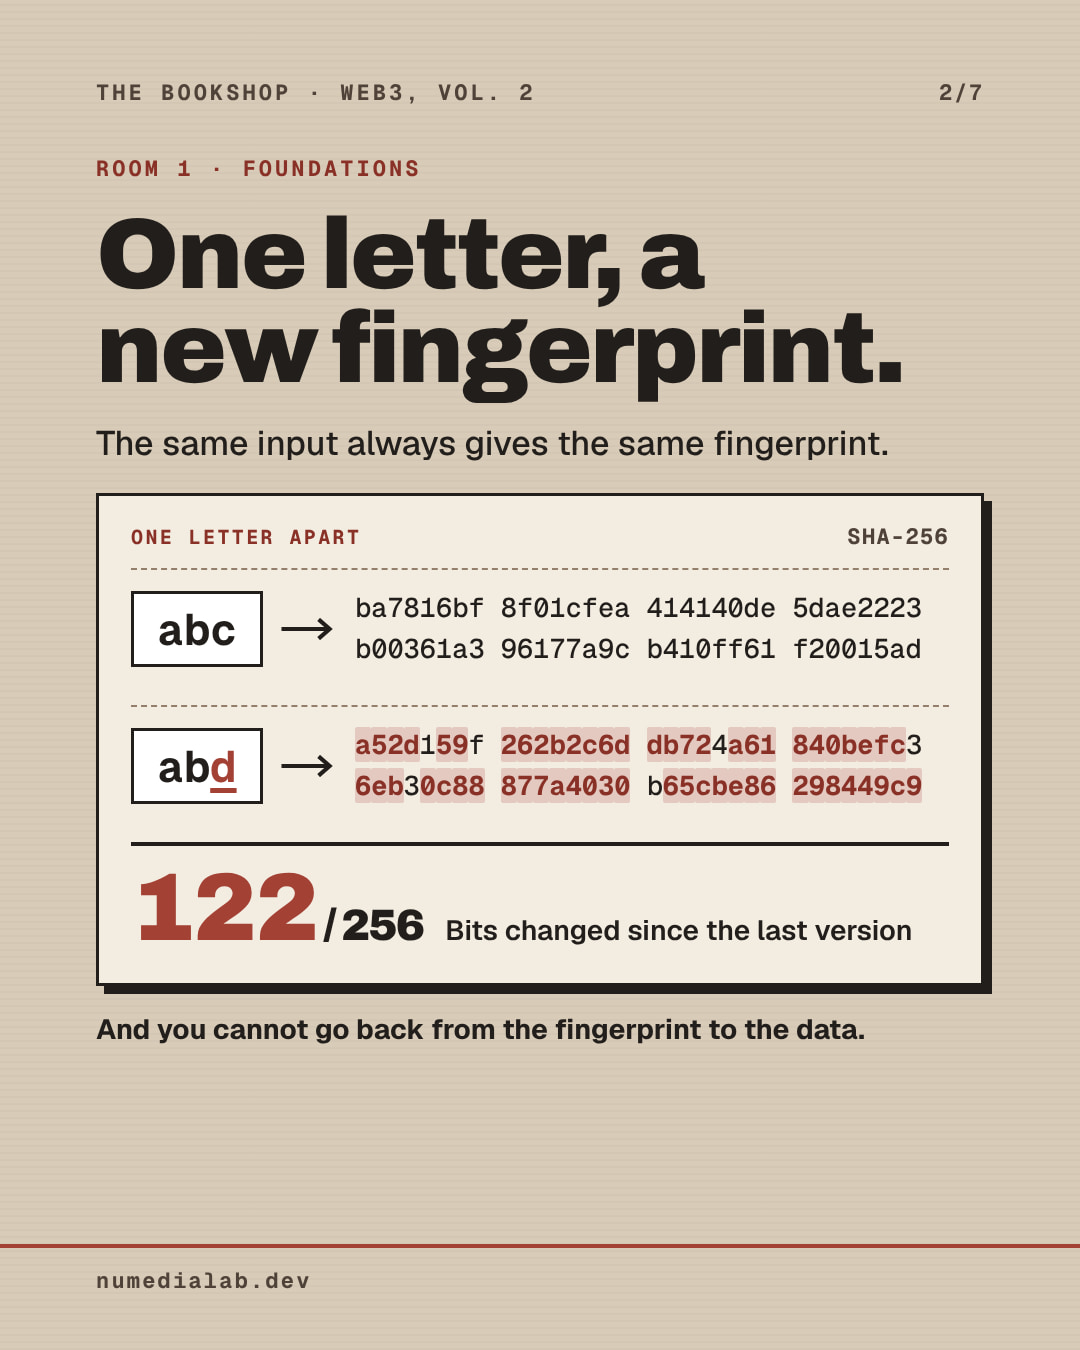 THE BOOKSHOP · WEB3, VOL. 2 2/7
ROOM 1 · FOUNDATIONS
One letter, a
new fingerprint.
The same input always gives the same fingerprint.
ONE LETTER APART SHA-256
abc → ba7816bf 8f01cfea 414140de 5dae2223
b00361a3 96177a9c b410ff61 f20015ad
abd → a52d159f 262b2c6d db724a61 840befc3
6eb30c88 877a4030 b65cbe86 298449c9
122/256 Bits changed since the last version
And you cannot go back from the fingerprint to the data.
numedialab.dev